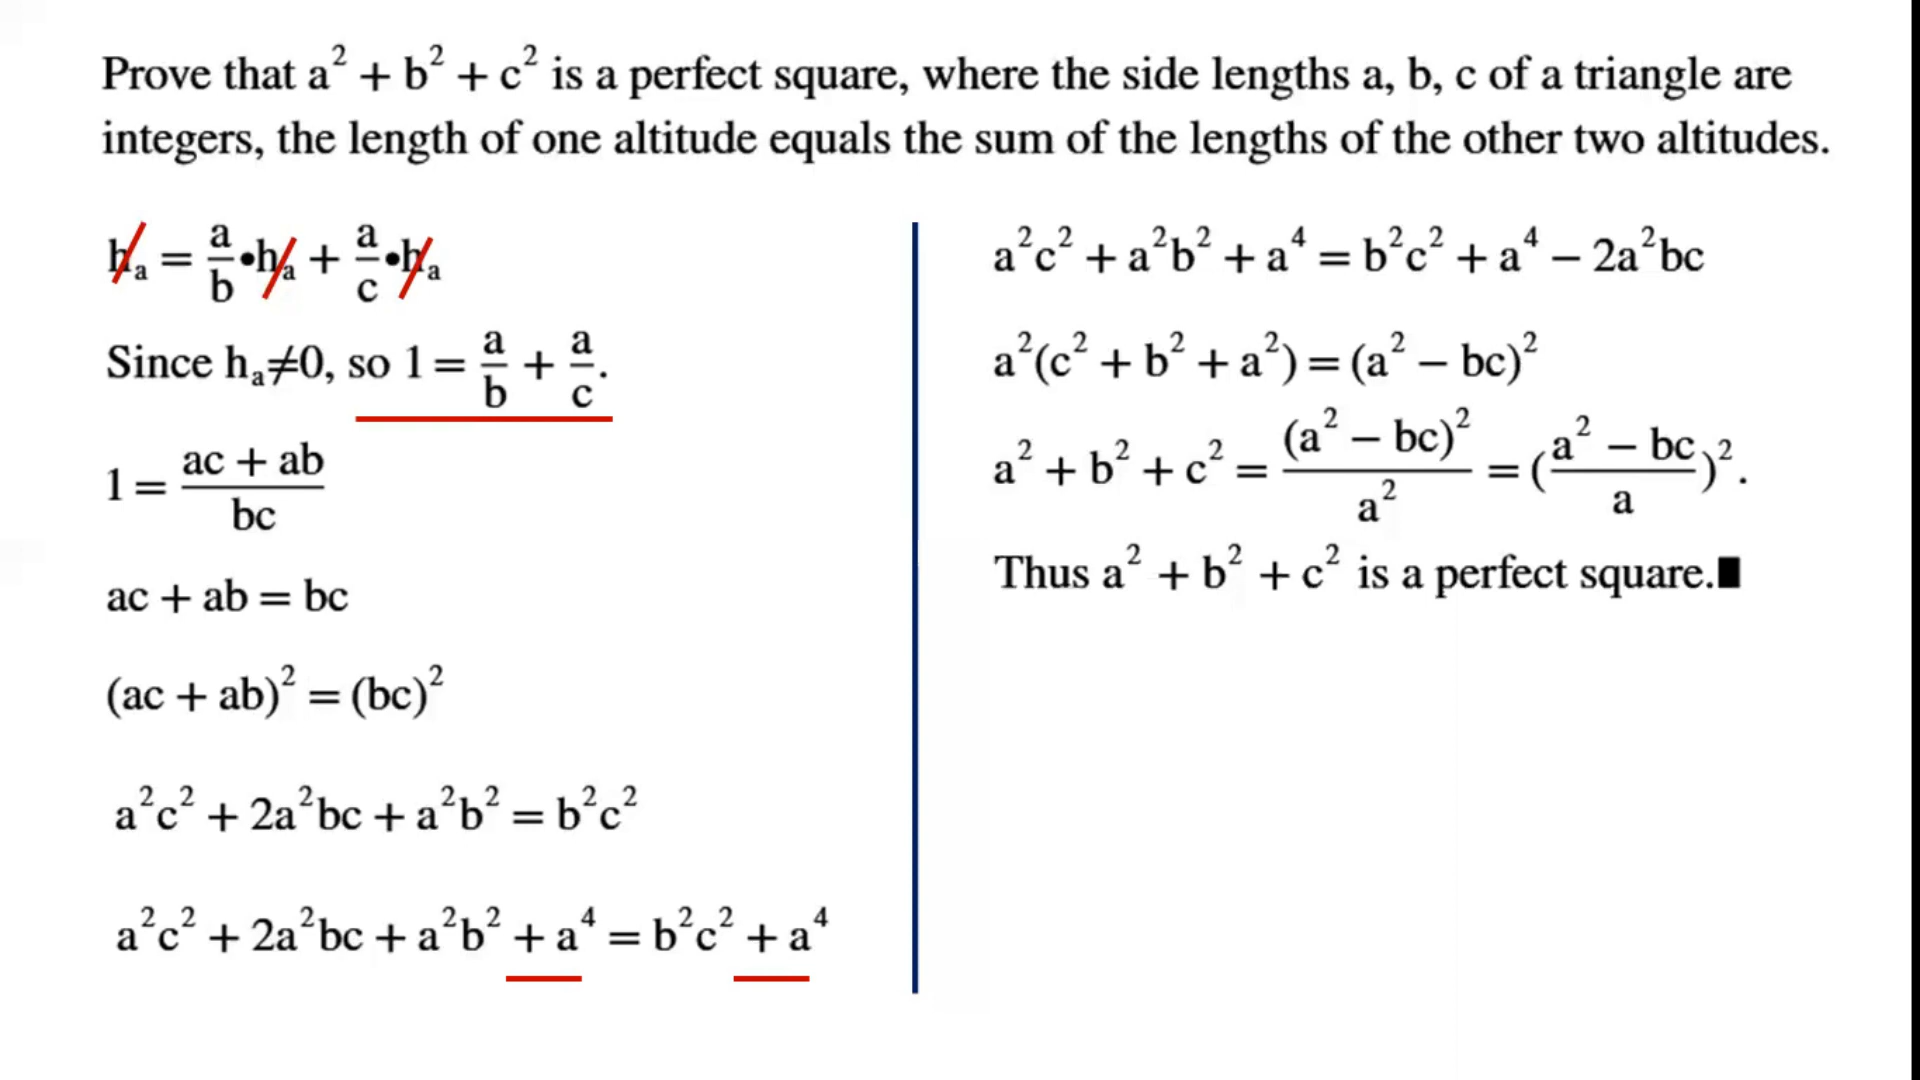 Prove that a² + b² + c² is a perfect square, where the side lengths a, b, c of a triangle are
integers, the length of one altitude equals the sum of the lengths of the other two altitudes.
hₐ = a/b•hₐ + a/c•hₐ
Since hₐ≠0, so 1 = a/b + a/c.
1 = (ac + ab)/bc
ac + ab = bc
(ac + ab)² = (bc)²
a²c² + 2a²bc + a²b² = b²c²
a²c² + 2a²bc + a²b² + a⁴ = b²c² + a⁴
a²c² + a²b² + a⁴ = b²c² + a⁴ − 2a²bc
a²(c² + b² + a²) = (a² − bc)²
a² + b² + c² = (a² − bc)²/a² = ((a² − bc)/a)².
Thus a² + b² + c² is a perfect square.∎